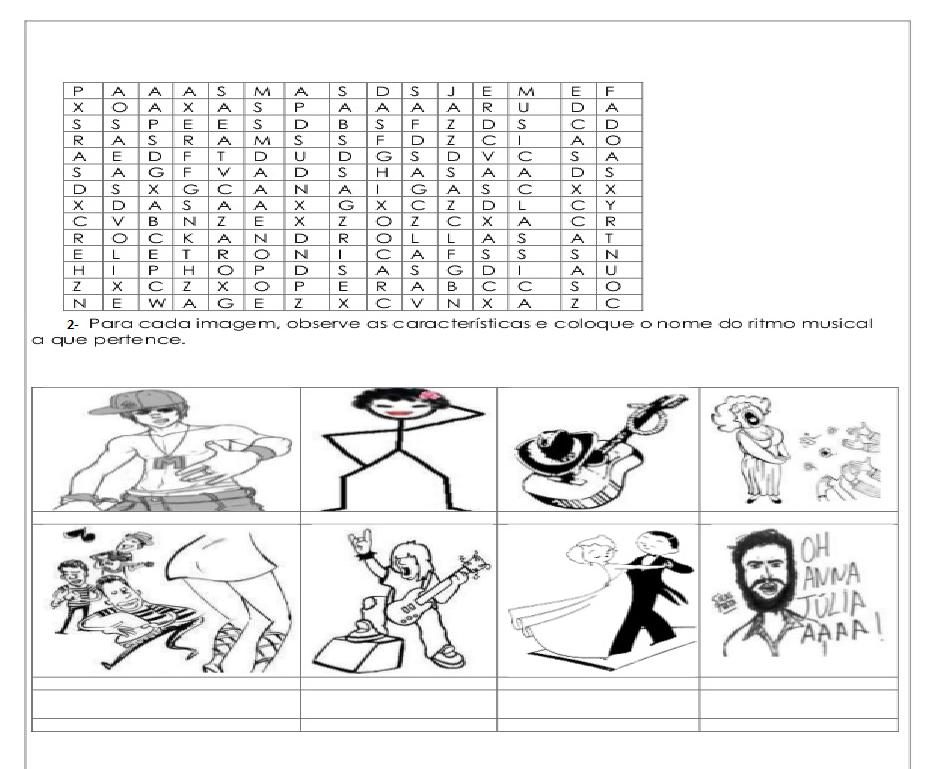 P A A A S M A S D S J E M E F
X O A X A S P A A A A R U D A
S S P E E S D B S F Z D S C D
R A S R A M S S F D Z C I A O
A E D F T D U D G S D V C S A
S A G F V A D S H A S A A D S
D S X G C A N A I G A S C X X
X D A S A A X G X C Z D L C Y
C V B N Z E X Z O Z C X A C R
R O C K A N D R O L L A S A T
E L E T R O N I C A F S S S N
H I P H O P D S A S G D I A U
Z X C Z X O P E R A B C C S O
N E W A G E Z X C V N X A Z C
2- Para cada imagem, observe as características e coloque o nome do ritmo musical
a que pertence.
M
OH
ANNA
JÚLIA
AAAA!